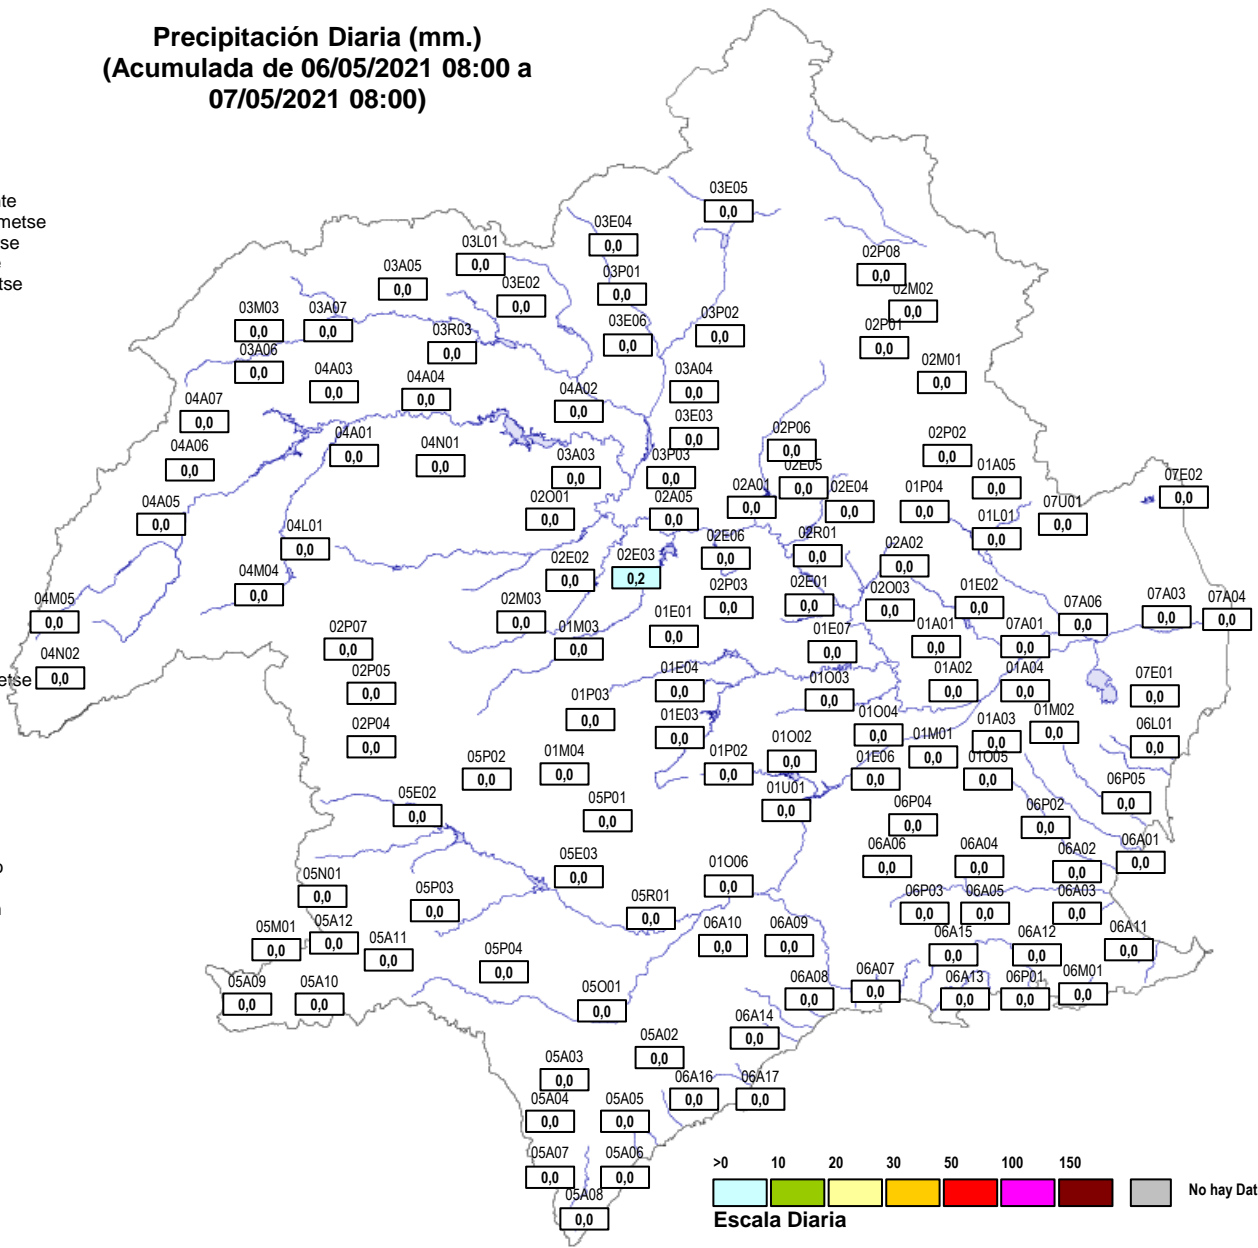 Precipitación Diaria (mm.)
(Acumulada de 06/05/2021 08:00 a
07/05/2021 08:00)
03E05
0,0
03E04
0,0
03L01
0,0
02P08
0,0
03A05
0,0
03P01
0,0
03E02
0,0
02M02
0,0
03M03
0,0
03A07
0,0
03P02
0,0
03E06
0,0
03R03
0,0
02P01
0,0
03A06
0,0
02M01
0,0
04A03
0,0
04A04
0,0
03A04
0,0
04A02
0,0
04A07
0,0
03E03
0,0
04A01
0,0
04N01
0,0
02P06
0,0
02P02
0,0
04A06
0,0
03A03
0,0
03P03
0,0
02E05
0,0
01A05
0,0
07E02
0,0
02A01
0,0
02E04
0,0
01P04
0,0
04A05
0,0
02O01
0,0
02A05
0,0
07U01
0,0
04L01
0,0
01L01
0,0
02E06
0,0
02R01
0,0
02A02
0,0
02E02
0,0
02E03
0,2
04M04
0,0
02P03
0,0
02E01
0,0
02O03
0,0
01E02
0,0
04M05
0,0
02M03
0,0
07A06
0,0
07A03
0,0
07A04
0,0
01E01
0,0
02P07
0,0
01M03
0,0
01E07
0,0
01A01
0,0
07A01
0,0
04N02
0,0
02P05
0,0
01E04
0,0
01O03
0,0
01A02
0,0
01A04
0,0
07E01
0,0
01P03
0,0
01E03
0,0
01O04
0,0
01A03
0,0
01M02
0,0
06L01
0,0
02P04
0,0
05P02
0,0
01M04
0,0
01P02
0,0
01O02
0,0
01M01
0,0
01E06
0,0
01O05
0,0
05E02
0,0
05P01
0,0
01U01
0,0
06P04
0,0
06P02
0,0
06P05
0,0
05E03
0,0
01O06
0,0
06A06
0,0
06A04
0,0
06A02
0,0
06A01
0,0
05N01
0,0
05P03
0,0
05R01
0,0
06P03
0,0
06A05
0,0
06A03
0,0
05M01
0,0
05A12
0,0
05A11
0,0
05P04
0,0
06A10
0,0
06A09
0,0
06A15
0,0
06A12
0,0
06A11
0,0
05A09
0,0
05A10
0,0
05O01
0,0
06A08
0,0
06A07
0,0
06A13
0,0
06P01
0,0
06M01
0,0
06A14
0,0
05A02
0,0
05A03
0,0
06A16
0,0
06A17
0,0
05A04
0,0
05A05
0,0
05A07
0,0
05A06
0,0
05A08
0,0
>0 10 20 30 50 100 150
No hay Dat
Escala Diaria